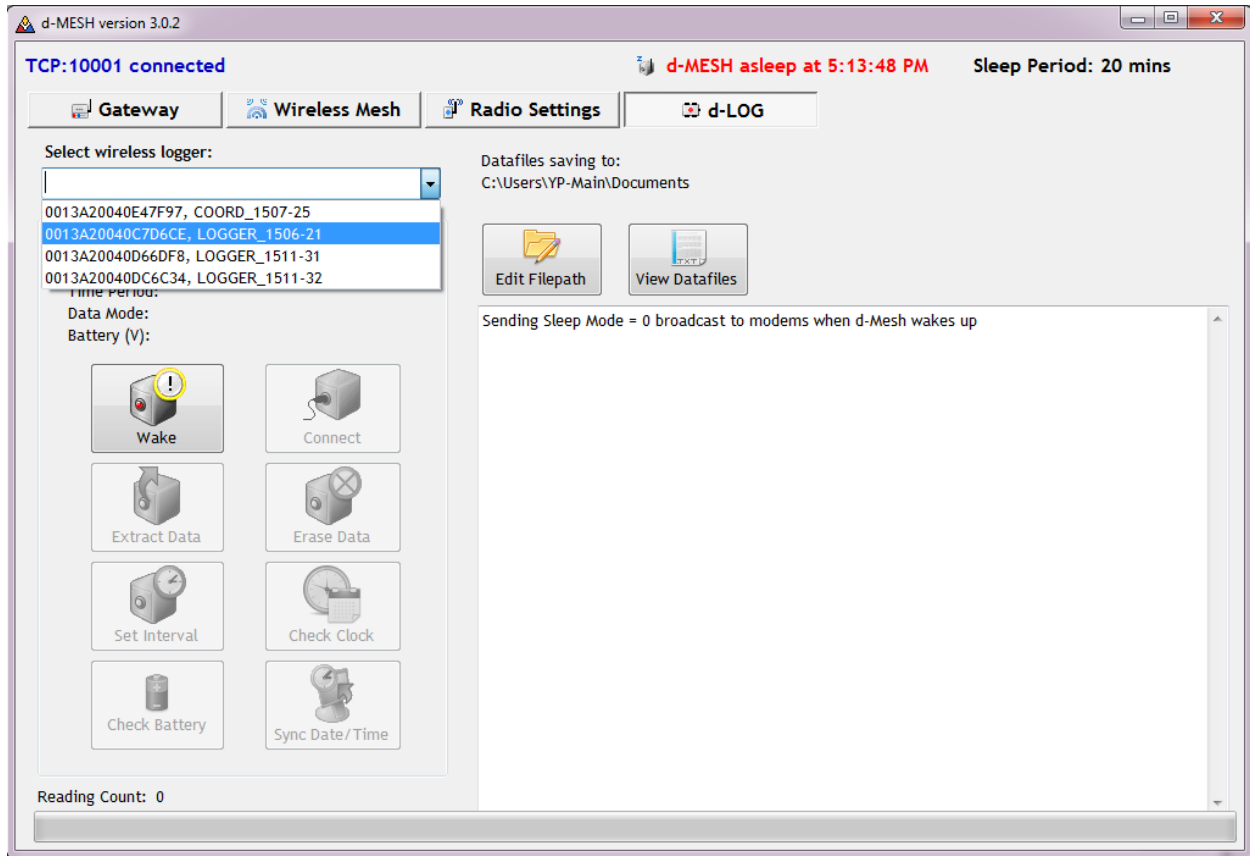 d-MESH version 3.0.2
TCP:10001 connected
d-MESH asleep at 5:13:48 PM
Sleep Period: 20 mins
Gateway
Wireless Mesh
Radio Settings
d-LOG
Select wireless logger:
0013A20040E47F97, COORD_1507-25
0013A20040C7D6CE, LOGGER_1506-21
0013A20040D66DF8, LOGGER_1511-31
0013A20040DC6C34, LOGGER_1511-32
Time Period:
Data Mode:
Battery (V):
Wake
Connect
Extract Data
Erase Data
Set Interval
Check Clock
Check Battery
Sync Date/Time
Reading Count: 0
Datafiles saving to:
C:\Users\YP-Main\Documents
Edit Filepath
TXT
View Datafiles
Sending Sleep Mode = 0 broadcast to modems when d-Mesh wakes up